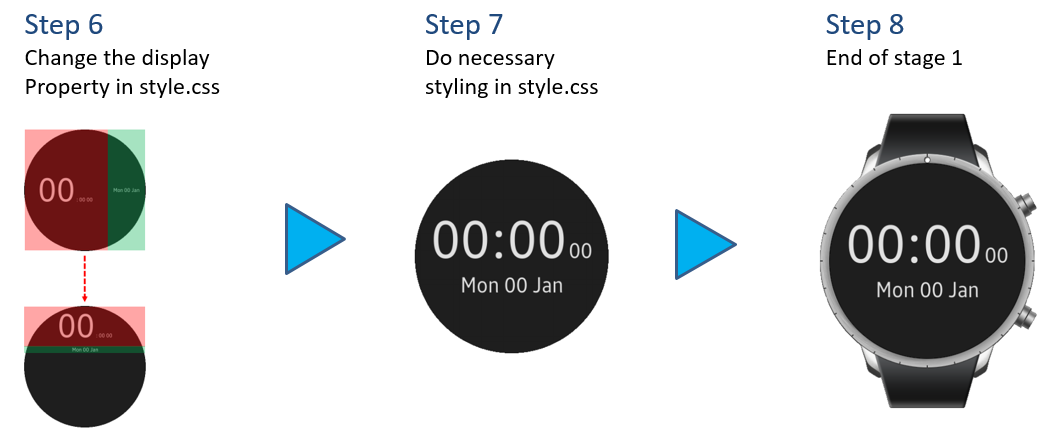 Step 6
Change the display
Property in style.css
00 : 00 00
Mon 00 Jan
00 : 00 00
Mon 00 Jan
Step 7
Do necessary
styling in style.css
00:00 00
Mon 00 Jan
Step 8
End of stage 1
00:00 00
Mon 00 Jan